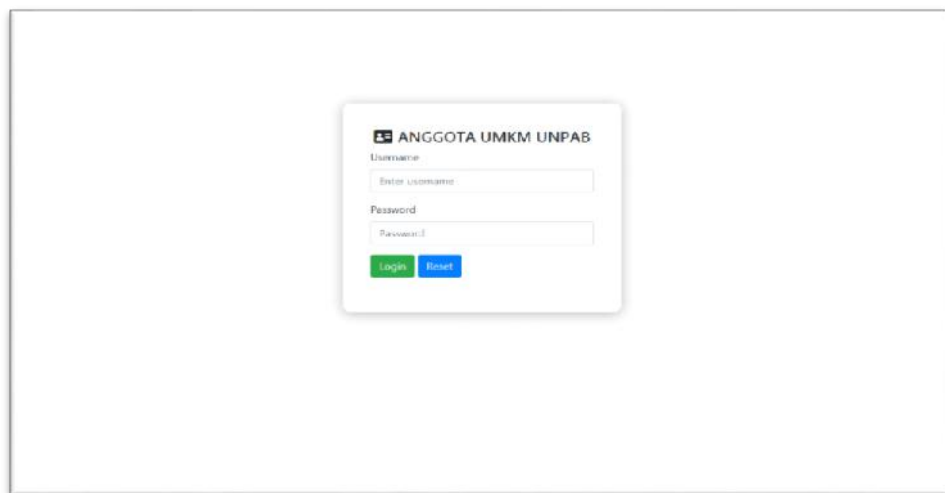 ANGGOTA UMKM UNPAB
Username
Enter username
Password
Password
Login Reset